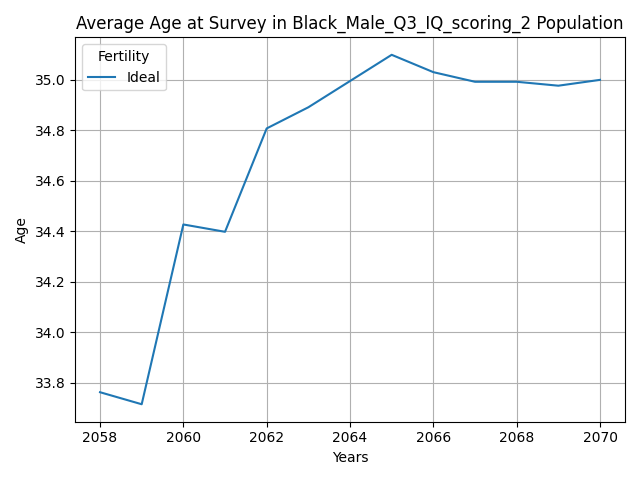 Average Age at Survey in Black_Male_Q3_IQ_scoring_2 Population
Fertility
Ideal
35.0
34.8
34.6
34.4
34.2
34.0
33.8
Age
2058 2060 2062 2064 2066 2068 2070
Years